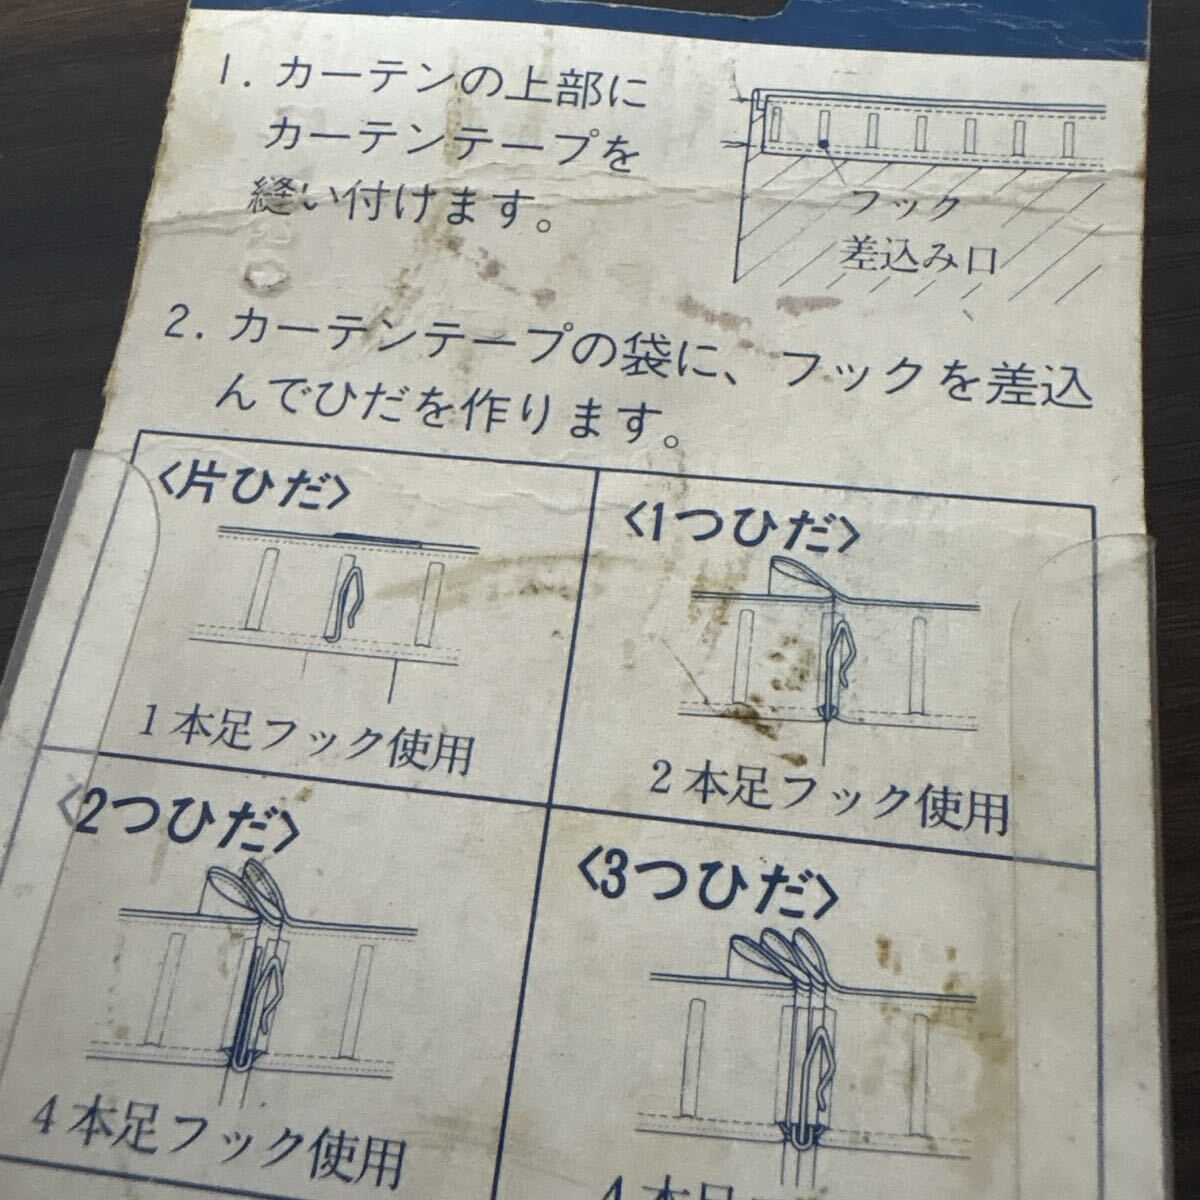 1. カーテンの上部に
カーテンテープを
縫い付けます。
フック
差込み口
2. カーテンテープの袋に、フックを差込
んでひだを作ります。
〈片ひだ〉
1本足フック使用
〈1つひだ〉
2本足フック使用
〈2つひだ〉
4本足フック使用
〈3つひだ〉
4本足フ